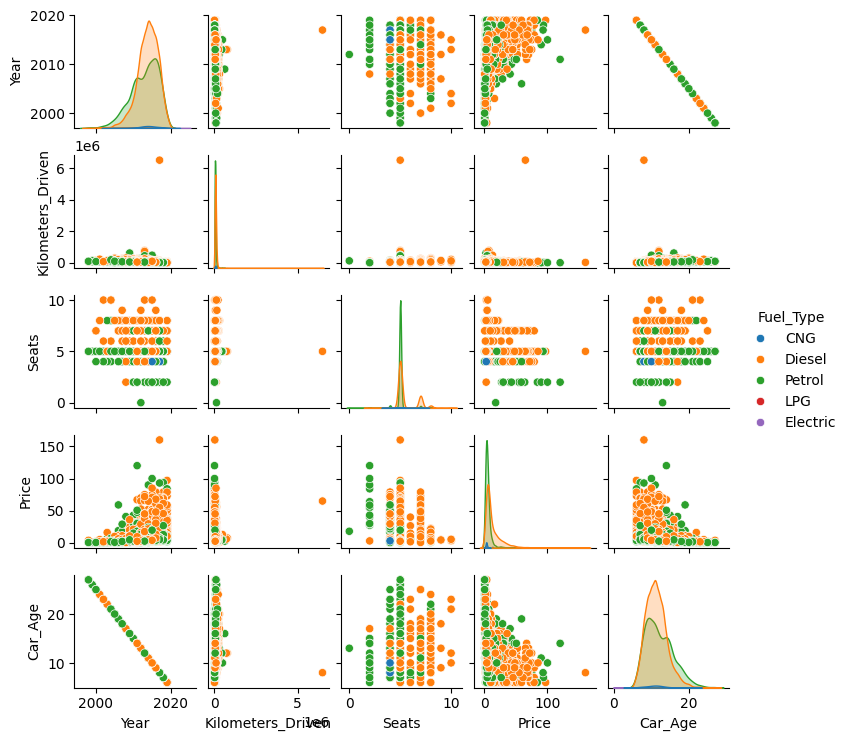 2020
2010
2000
Year
1e6
6
4
2
0
Kilometers_Driven
10
5
0
Seats
Fuel_Type
CNG
Diesel
Petrol
LPG
Electric
150
100
50
0
Price
20
10
Car_Age
2000 2020 0 5 0 5 10 0 100 0 20
1e6
Year Kilometers_Driven Seats Price Car_Age